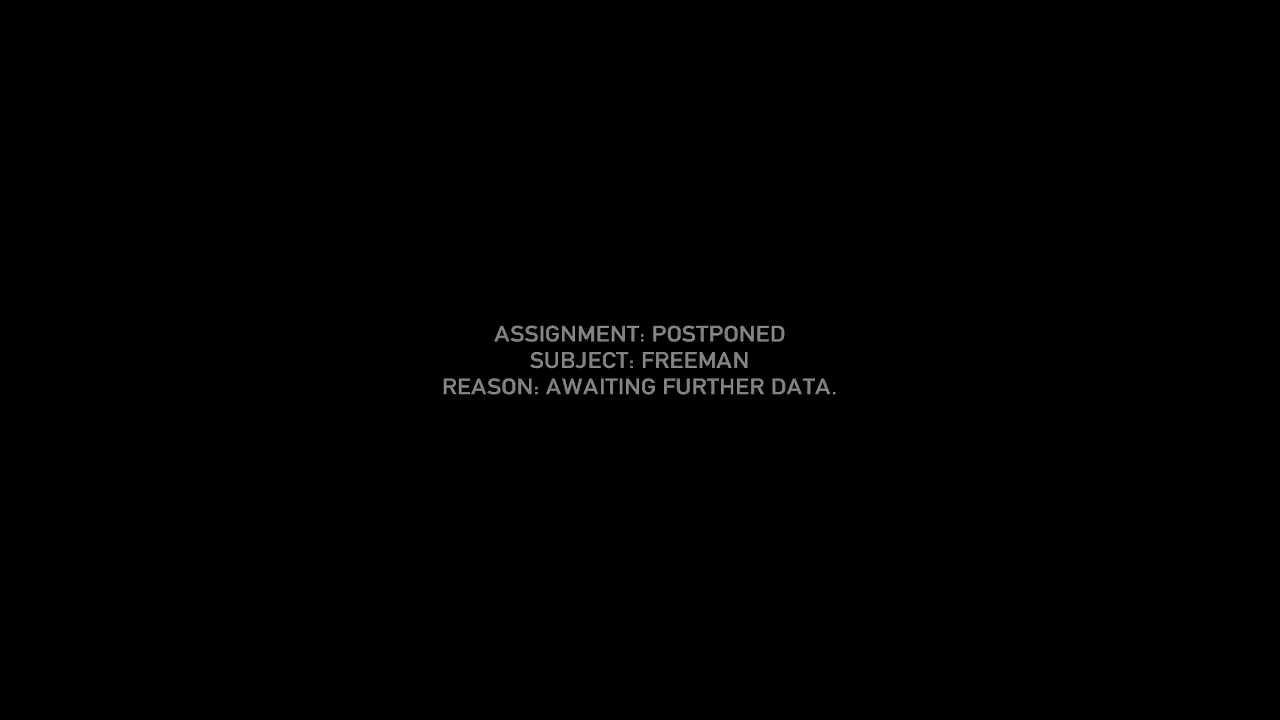 ASSIGNMENT: POSTPONED
SUBJECT: FREEMAN
REASON: AWAITING FURTHER DATA.